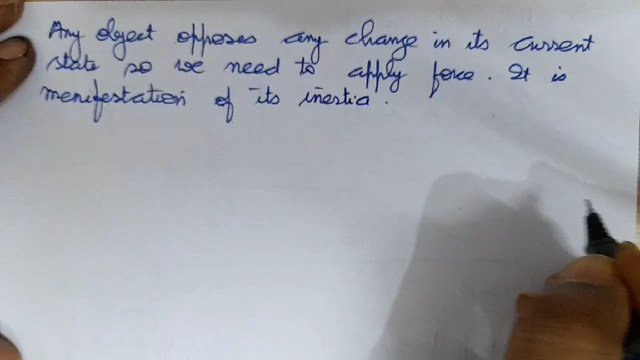 Any object opposes any change in its current
state so we need to apply force. It is
menifestation of its inertia.